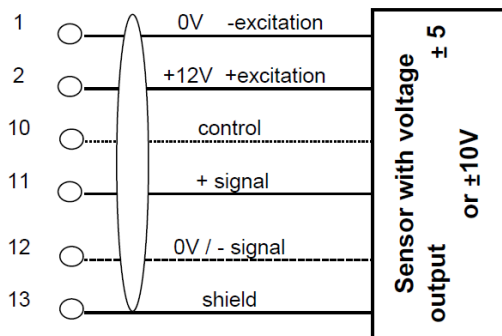 1 0V -excitation
2 +12V +excitation
10 control
11 + signal
12 0V / - signal
13 shield
Sensor with voltage ± 5
output or ±10V